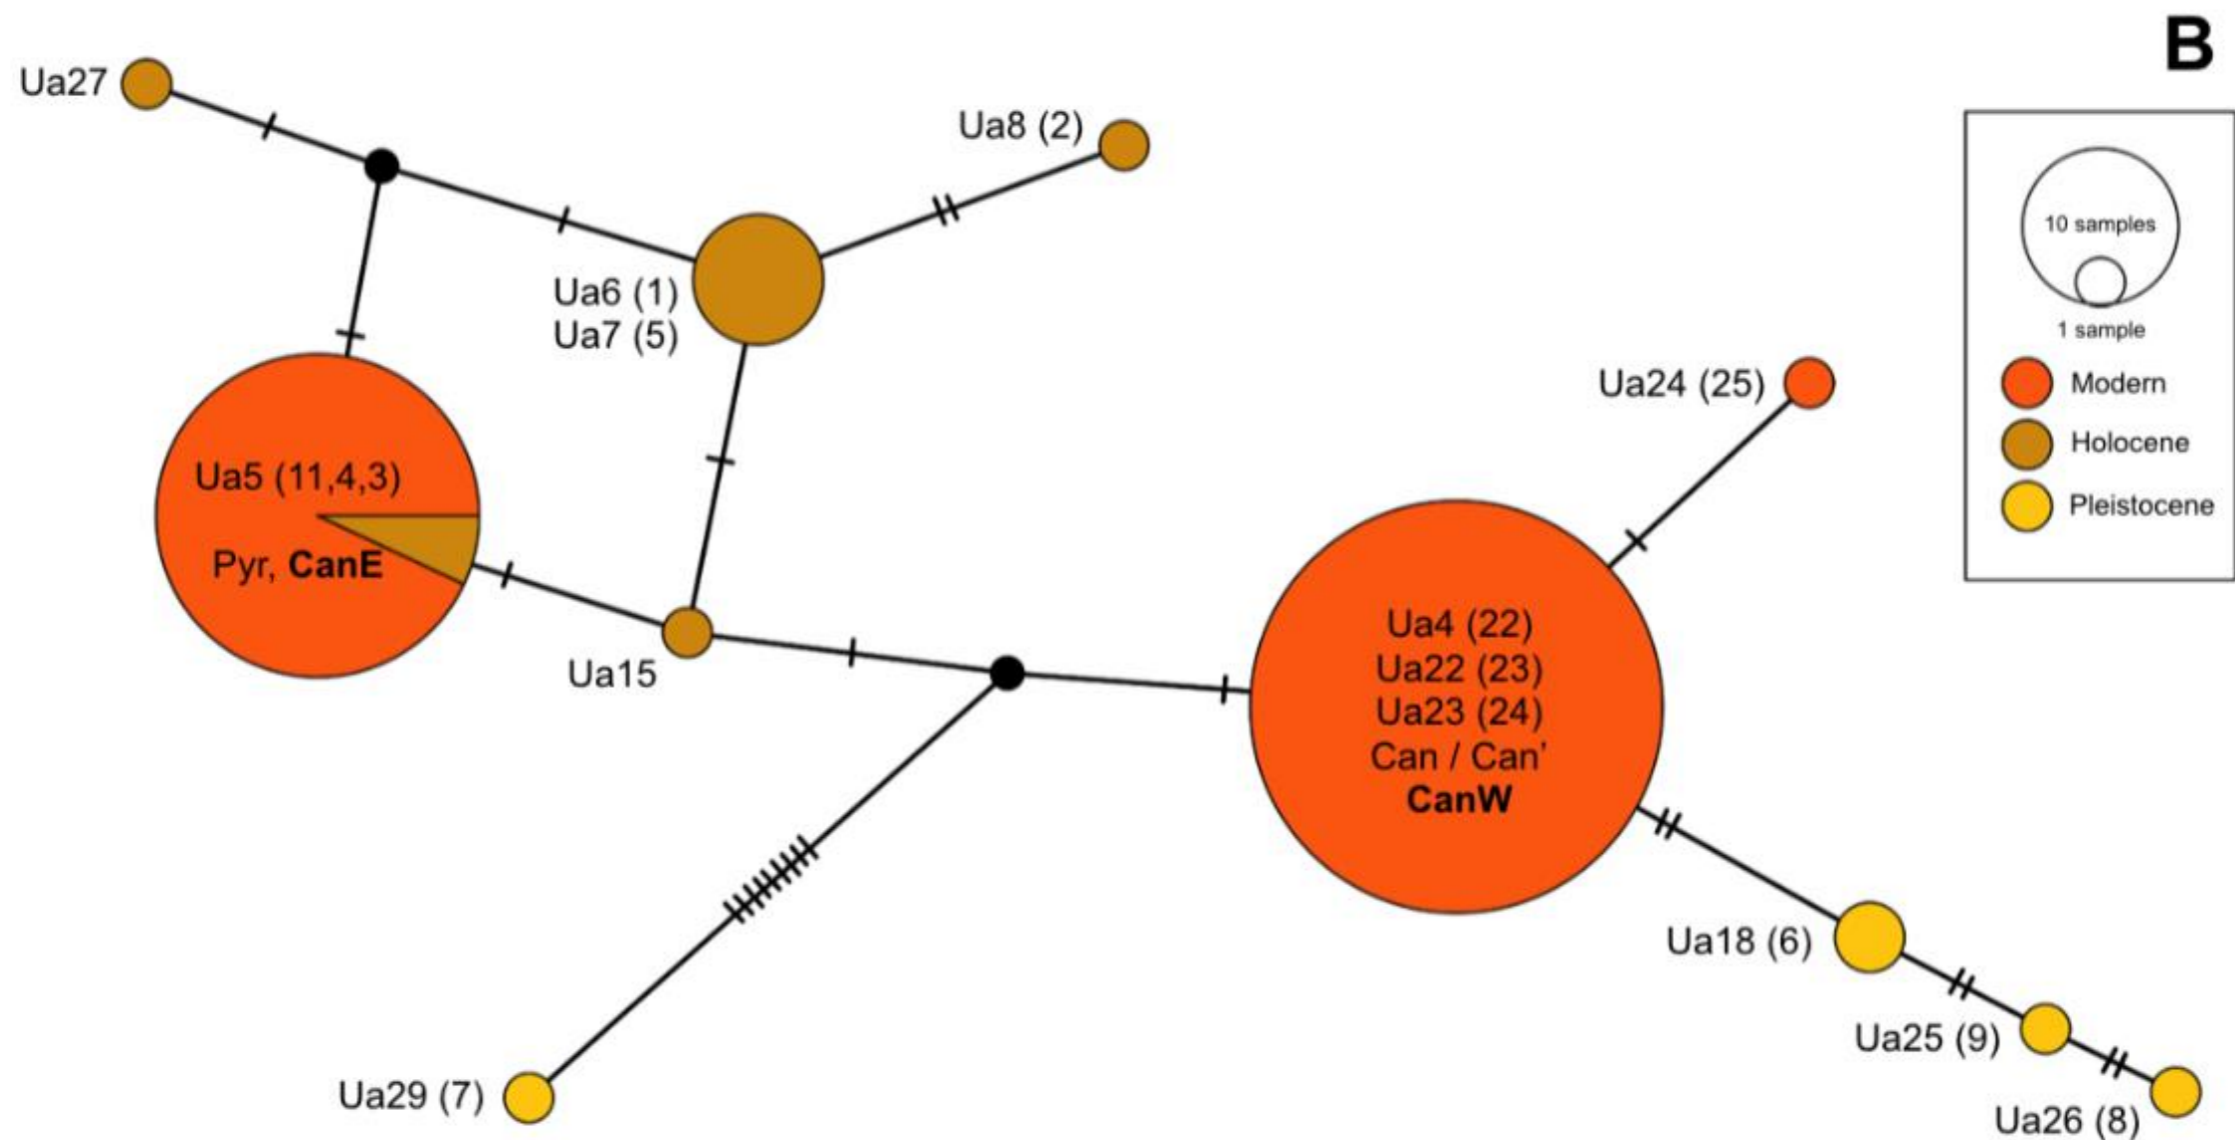 B
Ua27
Ua8 (2)
10 samples
1 sample
Modern
Holocene
Pleistocene
Ua6 (1)
Ua7 (5)
Ua24 (25)
Ua5 (11,4,3)
Pyr, CanE
Ua15
Ua4 (22)
Ua22 (23)
Ua23 (24)
Can / Can’
CanW
Ua18 (6)
Ua25 (9)
Ua29 (7)
Ua26 (8)